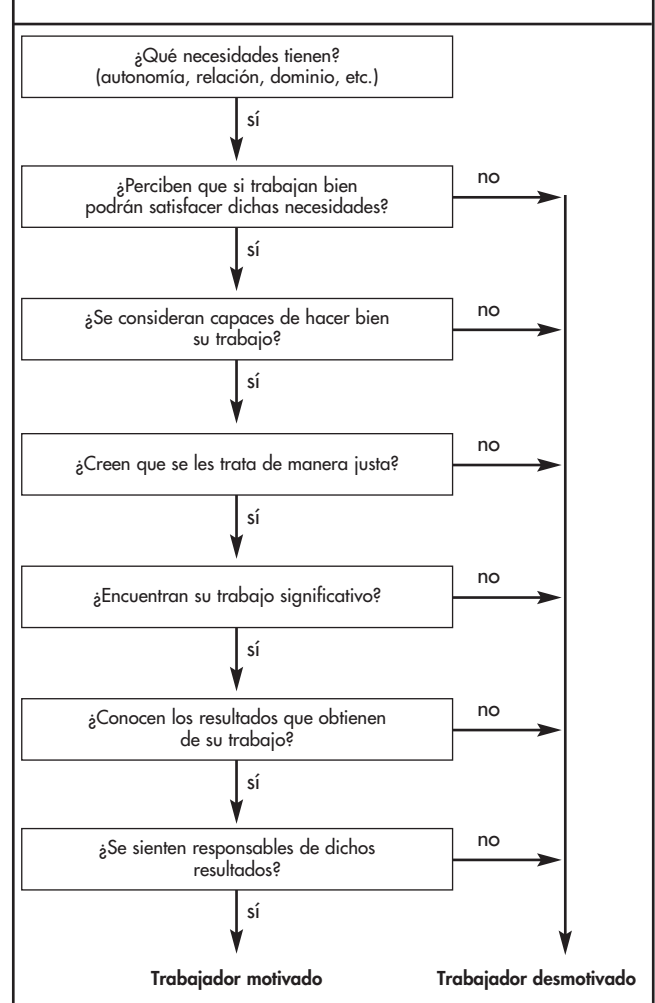 ¿Qué necesidades tienen?
(autonomía, relación, dominio, etc.)
sí
¿Perciben que si trabajan bien
podrán satisfacer dichas necesidades?
no
sí
¿Se consideran capaces de hacer bien
su trabajo?
no
sí
¿Creen que se les trata de manera justa?
no
sí
¿Encuentran su trabajo significativo?
no
sí
¿Conocen los resultados que obtienen
de su trabajo?
no
sí
¿Se sienten responsables de dichos
resultados?
no
sí
Trabajador motivado
Trabajador desmotivado